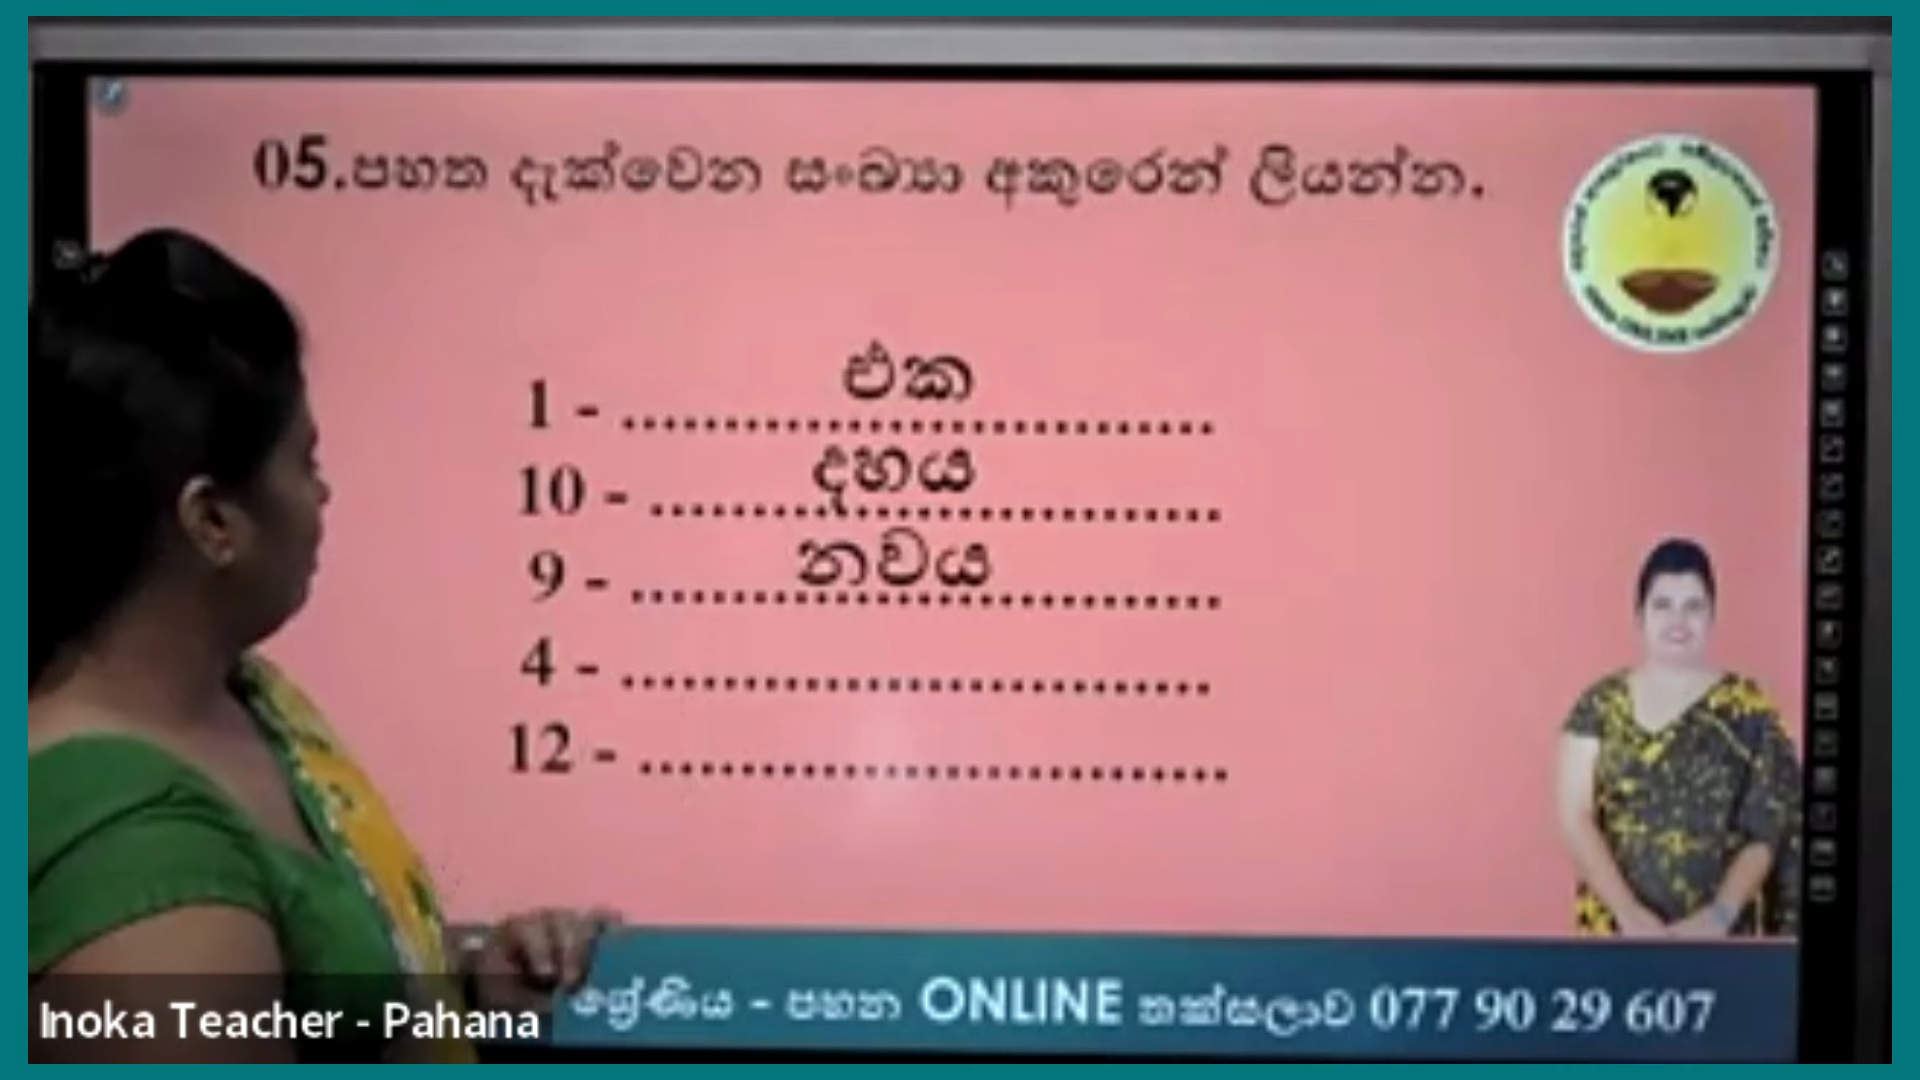 05.පහත දැක්වෙන සංඛ්‍යා අකුරෙන් ලියන්න.
1 - .............................. එක
10 - .............................. දහය
9 - .............................. නවය
4 - ..............................
12 - ..............................
ශ්‍රේණිය - පහන ONLINE තක්සලාව 077 90 29 607
Inoka Teacher - Pahana